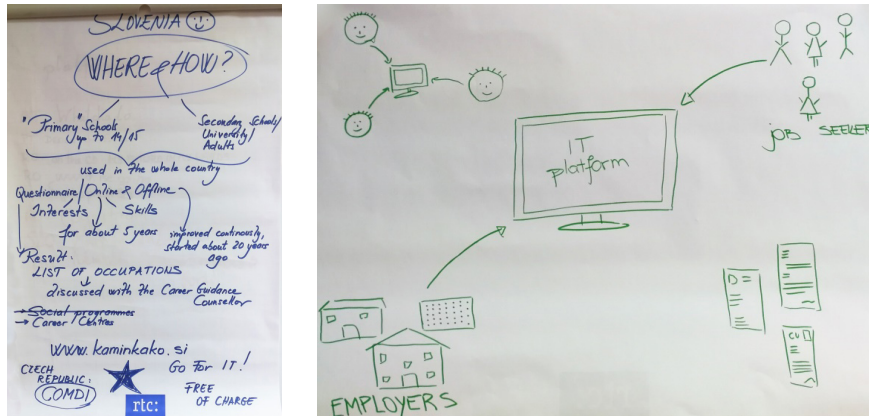 SLOVENIA
WHERE & HOW?
"Primary" Schools
up to 14/15
Secondary Schools/
University/
Adults
used in the whole country
Questionnaire/Online & Offline
Interests
Skills
for about 5 years
improved continously,
started about 20 years
ago
Result:
LIST OF OCCUPATIONS
discussed with the Career Guidance
Counsellor
→ Social programmes
→ Career / Centres
www.kaminkako.si
CZECH
REPUBLIC:
COMDI
GO FOR IT!
FREE
OF CHARGE
rtc:
IT
platform
JOB SEEKER
D =
CV
EMPLOYERS